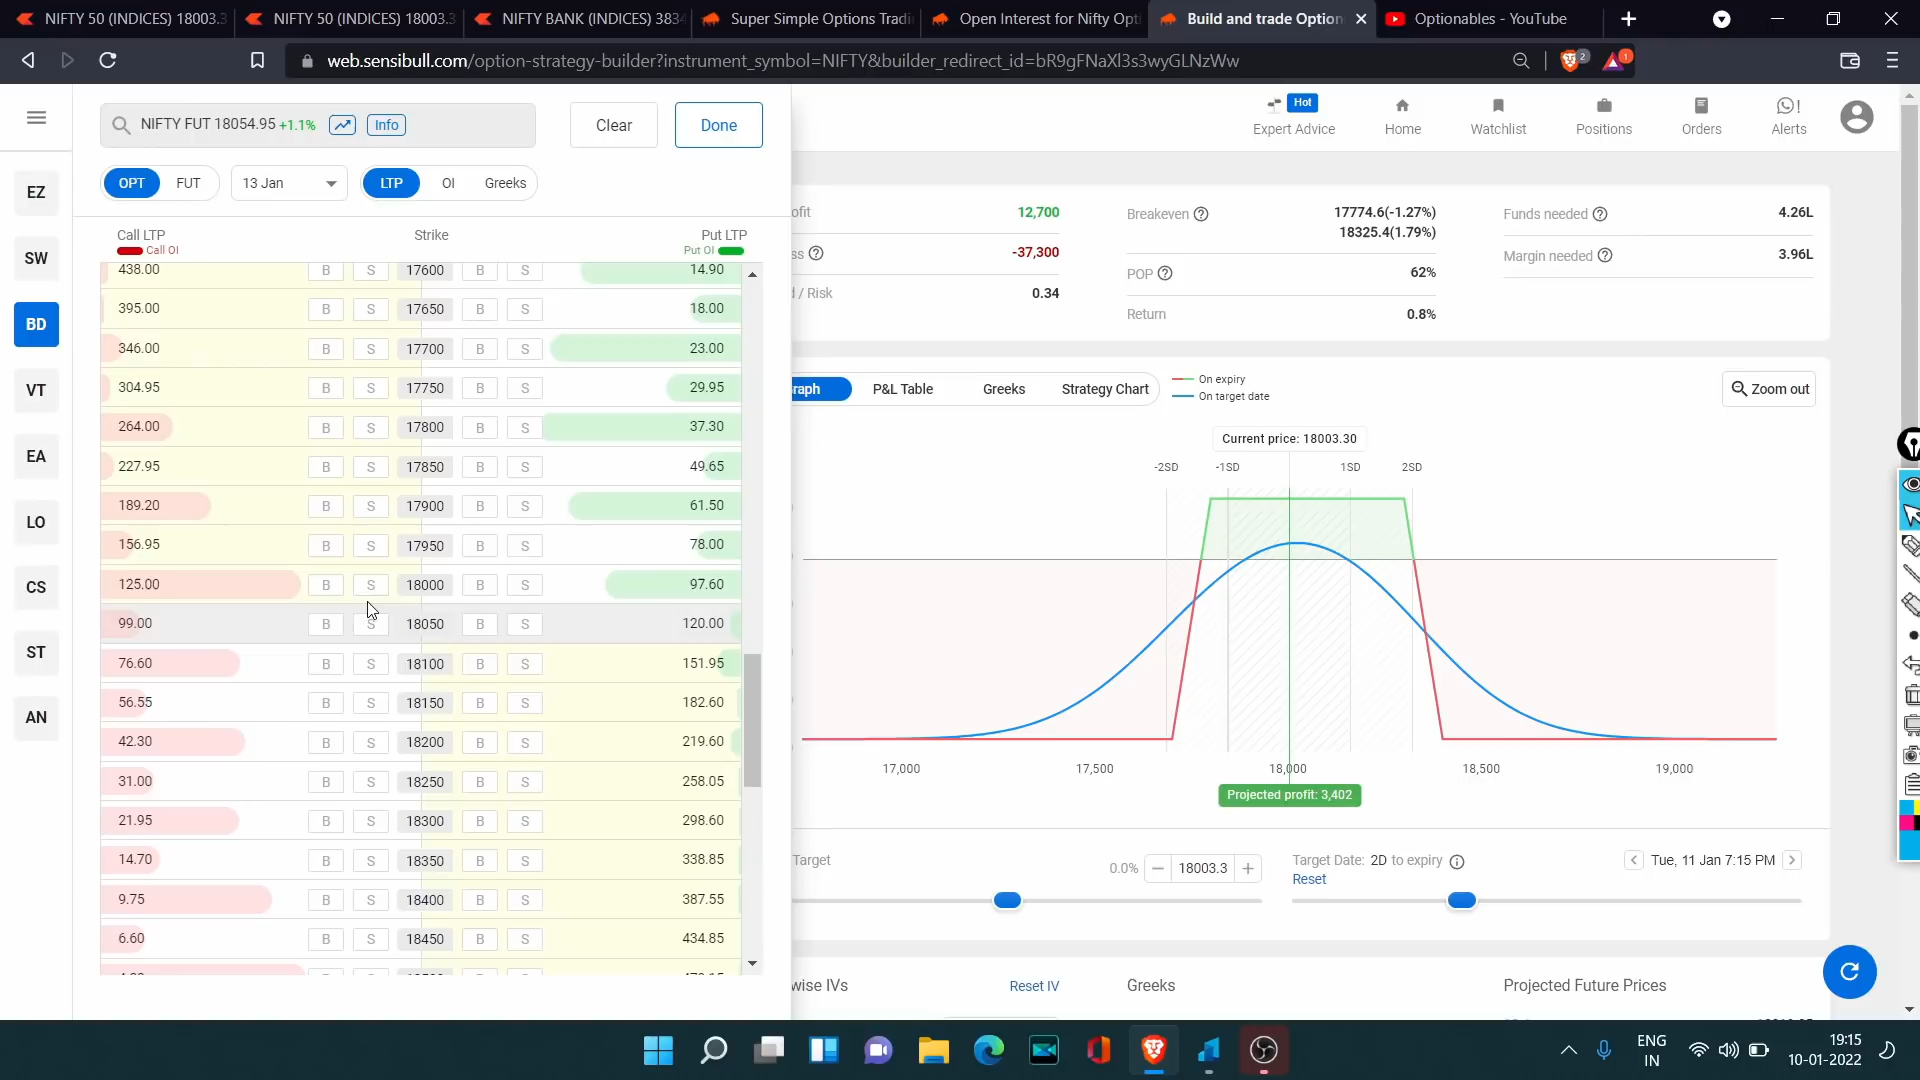 NIFTY 50 (INDICES) 18003.3
NIFTY 50 (INDICES) 18003.3
NIFTY BANK (INDICES) 3834
Super Simple Options Tradi
Open Interest for Nifty Opt
Build and trade Option
Optionables - YouTube
web.sensibull.com/option-strategy-builder?instrument_symbol=NIFTY&builder_redirect_id=bR9gFNaXl3s3wyGLNzWw
2
1
NIFTY FUT 18054.95 +1.1% Info
Clear
Done
Hot
Expert Advice
Home
Watchlist
Positions
Orders
Alerts
OPT FUT
13 Jan
LTP OI Greeks
EZ
SW
BD
VT
EA
LO
CS
ST
AN
Call LTP Strike Put LTP
Call OI Put OI
438.00 B S 17600 B S 14.90
395.00 B S 17650 B S 18.00
346.00 B S 17700 B S 23.00
304.95 B S 17750 B S 29.95
264.00 B S 17800 B S 37.30
227.95 B S 17850 B S 49.65
189.20 B S 17900 B S 61.50
156.95 B S 17950 B S 78.00
125.00 B S 18000 B S 97.60
99.00 B S 18050 B S 120.00
76.60 B S 18100 B S 151.95
56.55 B S 18150 B S 182.60
42.30 B S 18200 B S 219.60
31.00 B S 18250 B S 258.05
21.95 B S 18300 B S 298.60
14.70 B S 18350 B S 338.85
9.75 B S 18400 B S 387.55
6.60 B S 18450 B S 434.85
ofit 12,700
ss -37,300
/ Risk 0.34
Breakeven 17774.6(-1.27%)
18325.4(1.79%)
POP 62%
Return 0.8%
Funds needed 4.26L
Margin needed 3.96L
raph P&L Table Greeks Strategy Chart
On expiry
On target date
Zoom out
Current price: 18003.30
-2SD -1SD 1SD 2SD
17,000 17,500 18,000 18,500 19,000
Projected profit: 3,402
Target 0.0% 18003.3
Target Date: 2D to expiry
Reset
Tue, 11 Jan 7:15 PM
wise IVs Reset IV
Greeks
Projected Future Prices
ENG
IN
19:15
10-01-2022